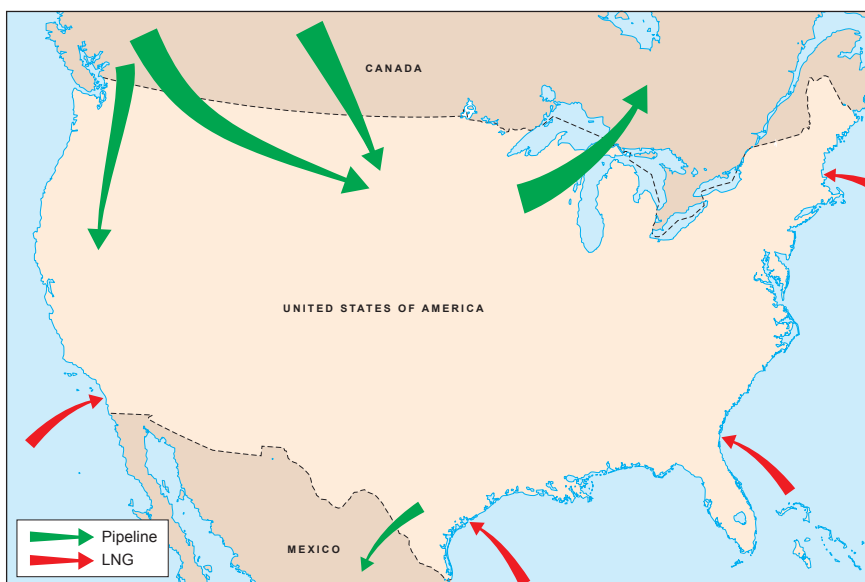 CANADA
UNITED STATES OF AMERICA
MEXICO
Pipeline
LNG